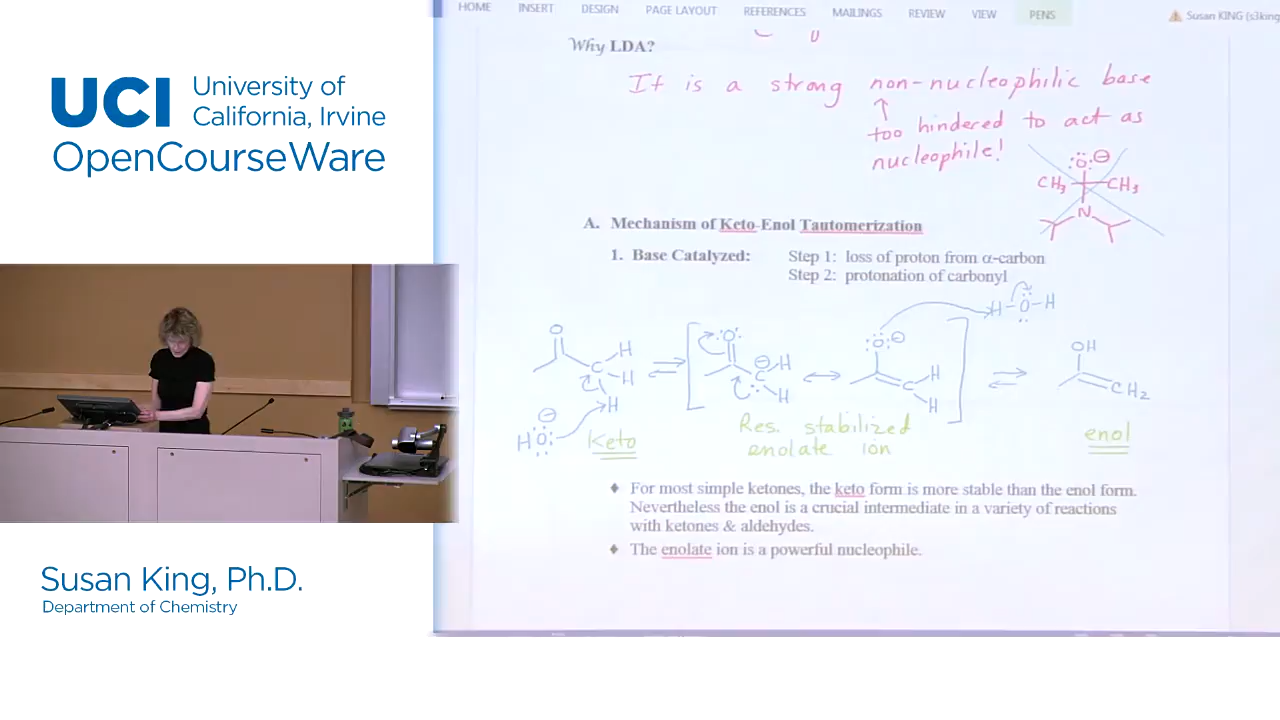 UCI University of
California, Irvine
OpenCourseWare
HOME INSERT DESIGN PAGE LAYOUT REFERENCES MAILINGS REVIEW VIEW PENS
Susan KING (s3king
Why LDA?
It is a strong non-nucleophilic base
too hindered to act as
nucleophile!
:Ö: ⊖
CH₃ CH₃
N
A. Mechanism of Keto-Enol Tautomerization
1. Base Catalyzed: Step 1: loss of proton from α-carbon
Step 2: protonation of carbonyl
H-Ö-H
O C H H H
:O: ⊖ H C H
:Ö: ⊖ C H H
OH CH₂
⊖
HÖ: Keto
Res. stabilized
enolate ion
enol
♦ For most simple ketones, the keto form is more stable than the enol form.
Nevertheless the enol is a crucial intermediate in a variety of reactions
with ketones & aldehydes.
♦ The enolate ion is a powerful nucleophile.
Susan King, Ph.D.
Department of Chemistry